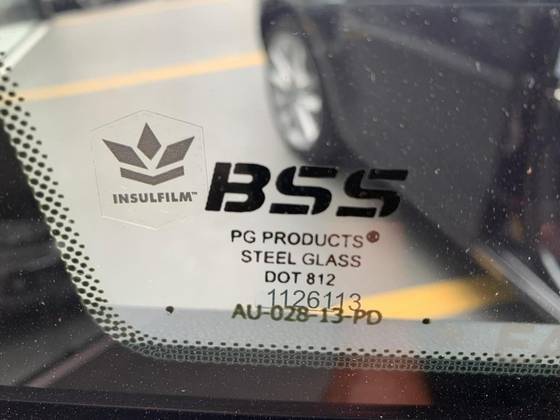 INSULFILM™
BSS
PG PRODUCTS®
STEEL GLASS
DOT 812
1126113
AU-028-13-PD